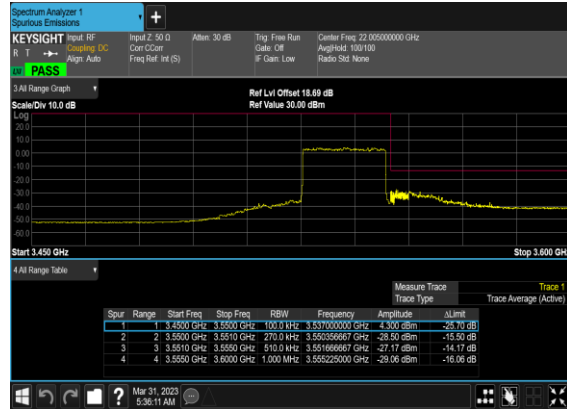 Spectrum Analyzer 1
Spurious Emissions
KEYSIGHT Input: RF Input Z: 50 Ω Atten: 30 dB Trig: Free Run Center Freq: 22.005000000 GHz
R T Coupling: DC Corr CCorr Gate: Off Avg|Hold: 100/100
Align: Auto Freq Ref: Int (S) IF Gain: Low Radio Std: None
PASS
3 All Range Graph
Ref Lvl Offset 18.69 dB
Scale/Div 10.0 dB Ref Value 30.00 dBm
Log
20.0
10.0
0.00
-10.0
-20.0
-30.0
-40.0
-50.0
-60.0
Start 3.450 GHz Stop 3.600 GH
4 All Range Table
Measure Trace Trace 1
Trace Type Trace Average (Active)
Spur Range Start Freq Stop Freq RBW Frequency Amplitude ΔLimit
1 1 3.4500 GHz 3.5500 GHz 100.0 kHz 3.537000000 GHz 4.300 dBm -25.70 dB
2 2 3.5500 GHz 3.5510 GHz 270.0 kHz 3.550356667 GHz -28.50 dBm -15.50 dB
3 3 3.5510 GHz 3.5550 GHz 510.0 kHz 3.551666667 GHz -27.17 dBm -14.17 dB
4 4 3.5550 GHz 3.6000 GHz 1.000 MHz 3.555225000 GHz -29.06 dBm -16.06 dB
? Mar 31, 2023
5:36:11 AM